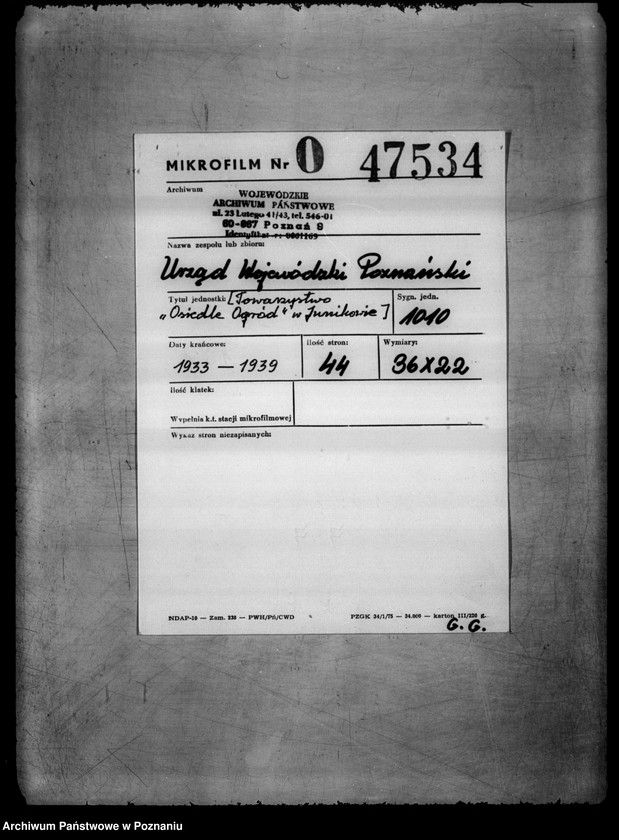 MIKROFILM Nr 0 47534
Archiwum
WOJEWÓDZKIE
ARCHIWUM PAŃSTWOWE
ul. 23 Lutego 41/43, tel. 546-01
60-967 Poznań 9
Nazwa zespołu lub zbioru:
Urząd Wojewódzki Poznański
Tytuł jednostki: [Towarzystwo
„Osiedle Ogród" w Junikowie]
Sygn. jedn.
1010
Daty krańcowe:
1933 — 1939
Ilość stron:
44
Wymiary:
36X22
Ilość klatek:
Wypełnia k.t. stacji mikrofilmowej
Wykaz stron niezapisanych:
NDAP-10 — Zam. 238 — PWH/Pń/CWD
PZGK 34/1/75 — 34.000 — karton III/220 g.
G. G.
Archiwum Państwowe w Poznaniu